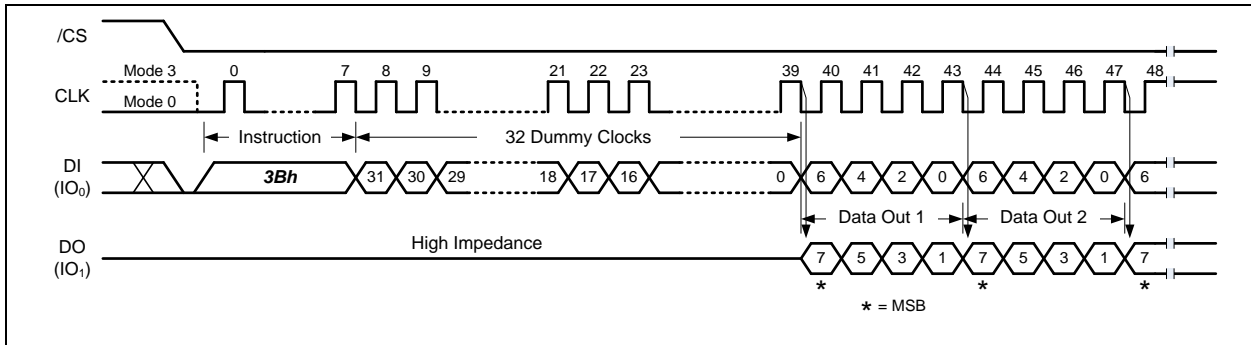 /CS
Mode 3 0 7 8 9 21 22 23 39 40 41 42 43 44 45 46 47 48
CLK
Mode 0
Instruction 32 Dummy Clocks
DI
(IO0)
3Bh 31 30 29 18 17 16 0 6 4 2 0 6 4 2 0 6
Data Out 1 Data Out 2
High Impedance
DO
(IO1)
7 5 3 1 7 5 3 1 7
* * *
* = MSB